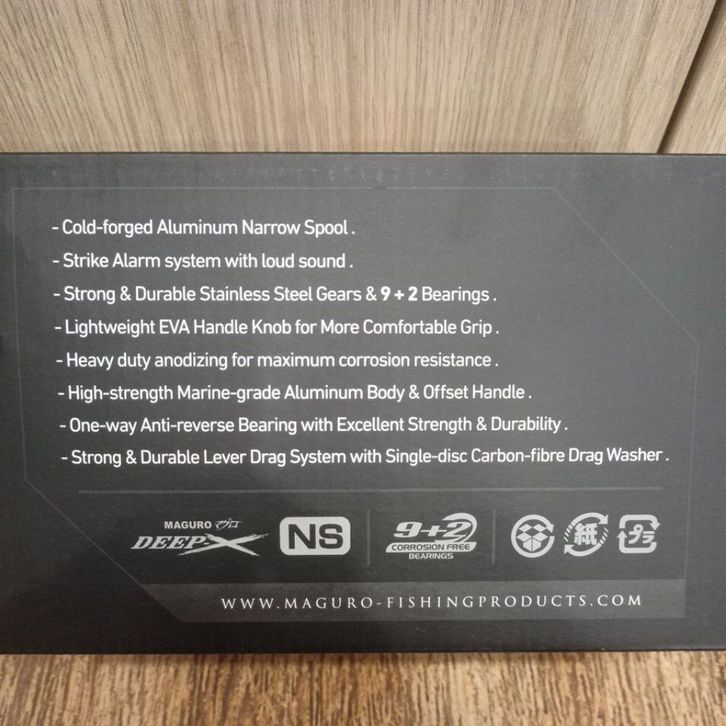 - Cold-forged Aluminum Narrow Spool .
- Strike Alarm system with loud sound .
- Strong & Durable Stainless Steel Gears & 9 + 2 Bearings .
- Lightweight EVA Handle Knob for More Comfortable Grip .
- Heavy duty anodizing for maximum corrosion resistance .
- High-strength Marine-grade Aluminum Body & Offset Handle .
- One-way Anti-reverse Bearing with Excellent Strength & Durability .
- Strong & Durable Lever Drag System with Single-disc Carbon-fibre Drag Washer .
MAGURO
DEEP-X
NS
9+2
CORROSION FREE
BEARINGS
紙
プラ
WWW.MAGURO-FISHINGPRODUCTS.COM